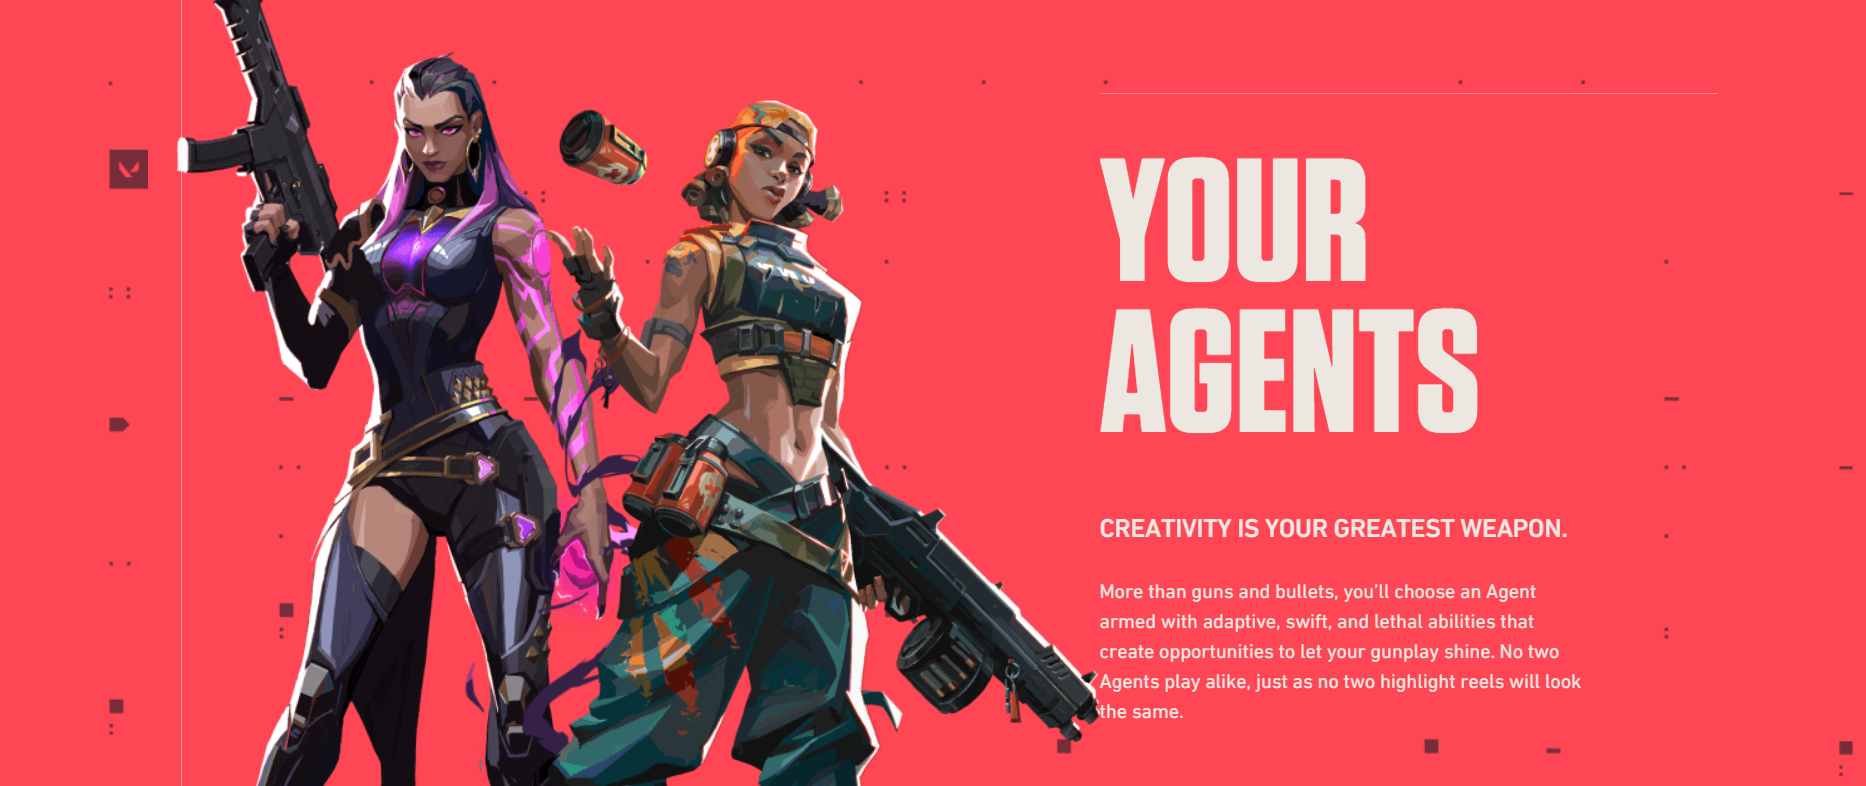 YOUR
AGENTS
CREATIVITY IS YOUR GREATEST WEAPON.
More than guns and bullets, you’ll choose an Agent
armed with adaptive, swift, and lethal abilities that
create opportunities to let your gunplay shine. No two
Agents play alike, just as no two highlight reels will look
the same.